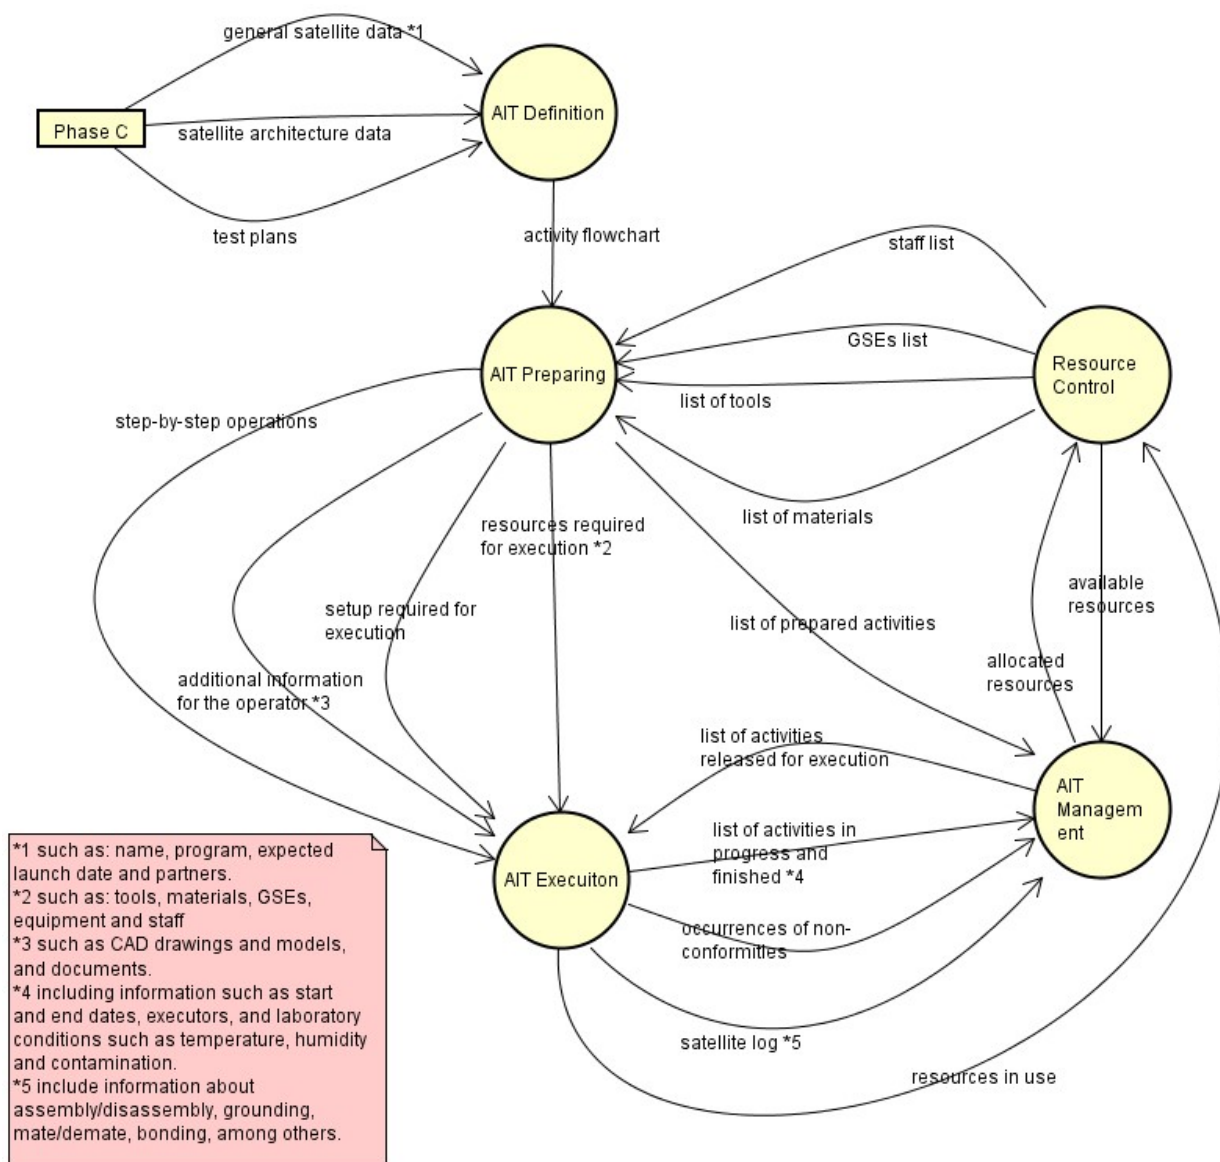 general satellite data *1
AIT Definition
Phase C
satellite architecture data
test plans
activity flowchart
staff list
GSEs list
AIT Preparing
Resource
Control
list of tools
step-by-step operations
list of materials
resources required
for execution *2
available
resources
setup required for
execution
list of prepared activities
allocated
resources
additional information
for the operator *3
list of activities
released for execution
AIT
Managem
ent
list of activities in
progress and
finished *4
AIT Execuiton
occurrences of non-
conformitles
satellite log *5
resources in use
*1 such as: name, program, expected
launch date and partners.
*2 such as: tools, materials, GSEs,
equipment and staff
*3 such as CAD drawings and models,
and documents.
*4 including information such as start
and end dates, executors, and laboratory
conditions such as temperature, humidity
and contamination.
*5 include information about
assembly/disassembly, grounding,
mate/demate, bonding, among others.